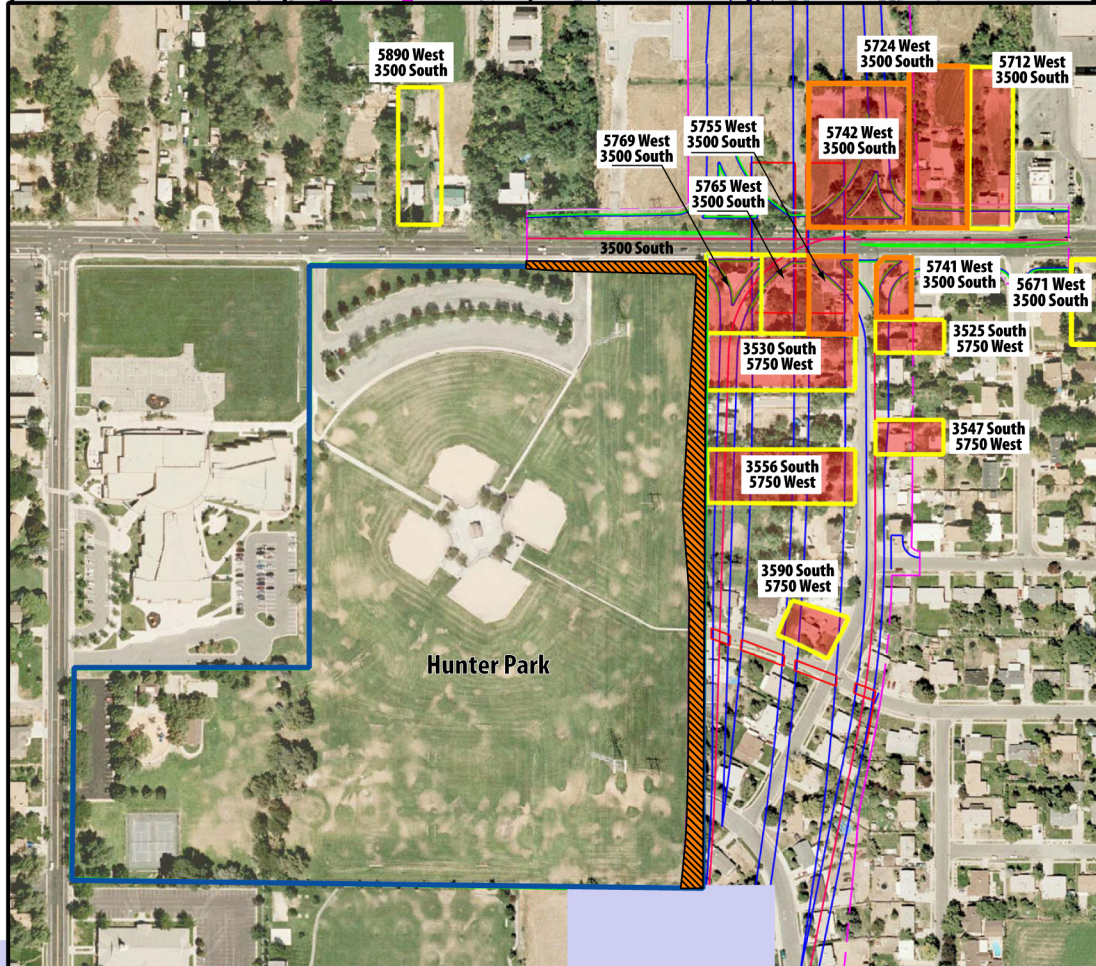 5890 West
3500 South
5724 West
3500 South
5712 West
3500 South
5755 West
3500 South
5769 West
3500 South
5742 West
3500 South
5765 West
3500 South
3500 South
5741 West
3500 South
5671 West
3500 South
3525 South
5750 West
3530 South
5750 West
3547 South
5750 West
3556 South
5750 West
3590 South
5750 West
Hunter Park